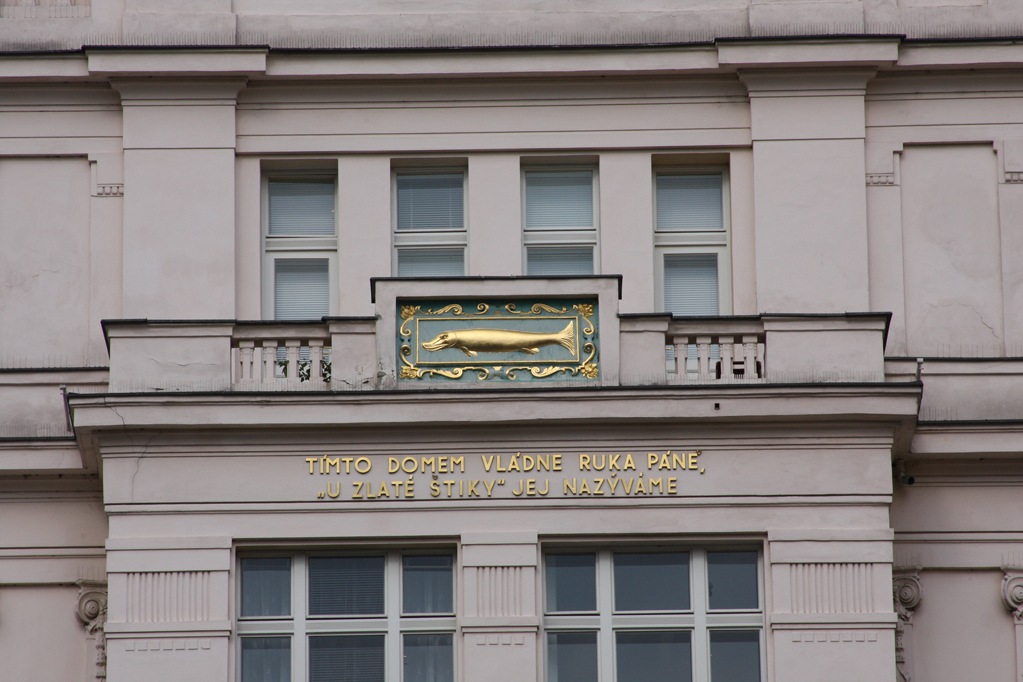 TÍMTO DOMEM VLÁDNE RUKA PÁNĚ,
„U ZLATÉ ŠTIKY“ JEJ NAZÝVÁME